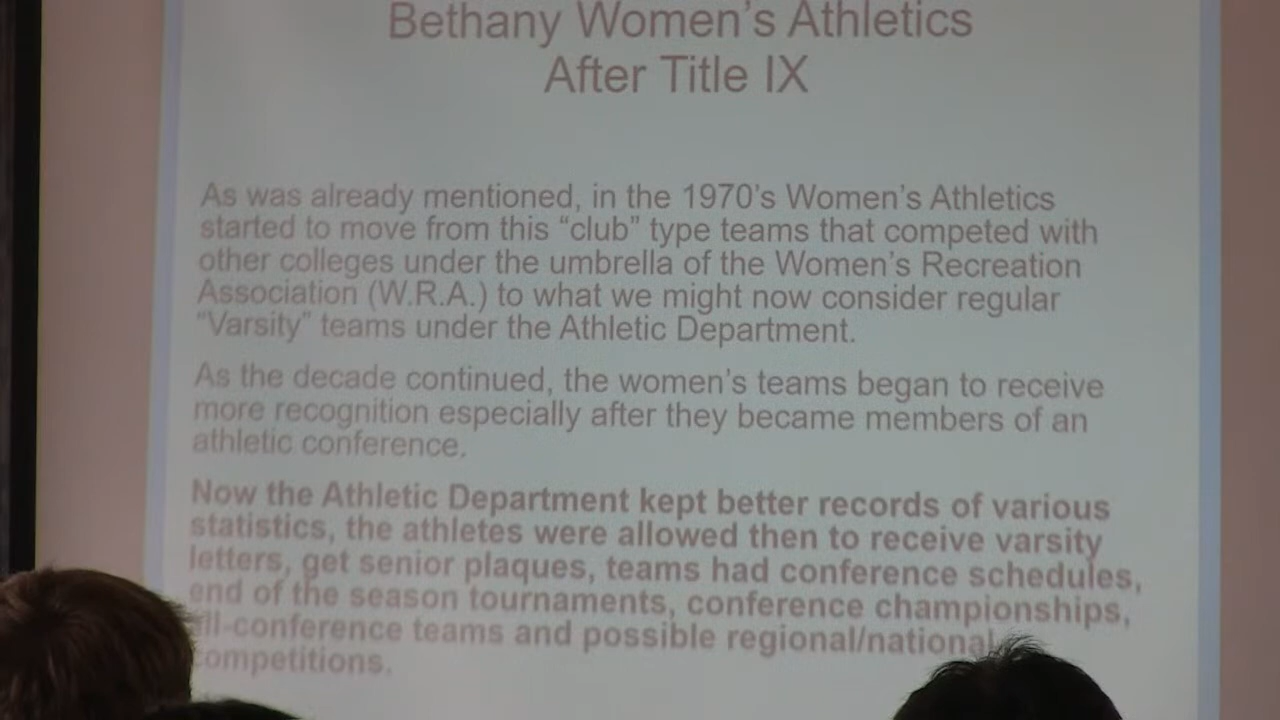 Bethany Women's Athletics
After Title IX
As was already mentioned, in the 1970's Women's Athletics
started to move from this “club” type teams that competed with
other colleges under the umbrella of the Women's Recreation
Association (W.R.A.) to what we might now consider regular
“Varsity” teams under the Athletic Department.
As the decade continued, the women's teams began to receive
more recognition especially after they became members of an
athletic conference.
Now the Athletic Department kept better records of various
statistics, the athletes were allowed then to receive varsity
letters, get senior plaques, teams had conference schedules,
end of the season tournaments, conference championships,
all-conference teams and possible regional/national
competitions.